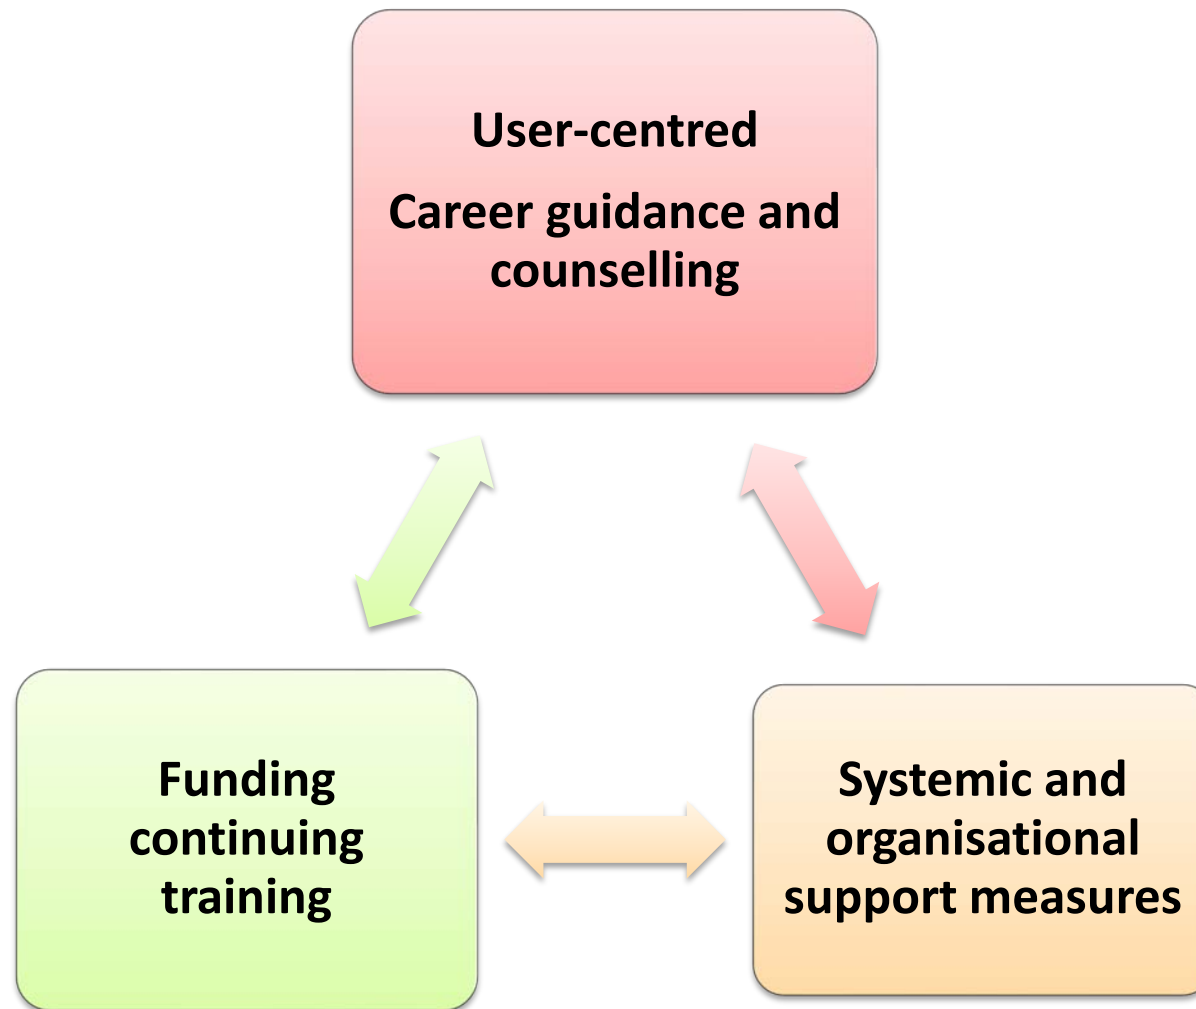 User-centred
Career guidance and
counselling
Funding
continuing
training
Systemic and
organisational
support measures